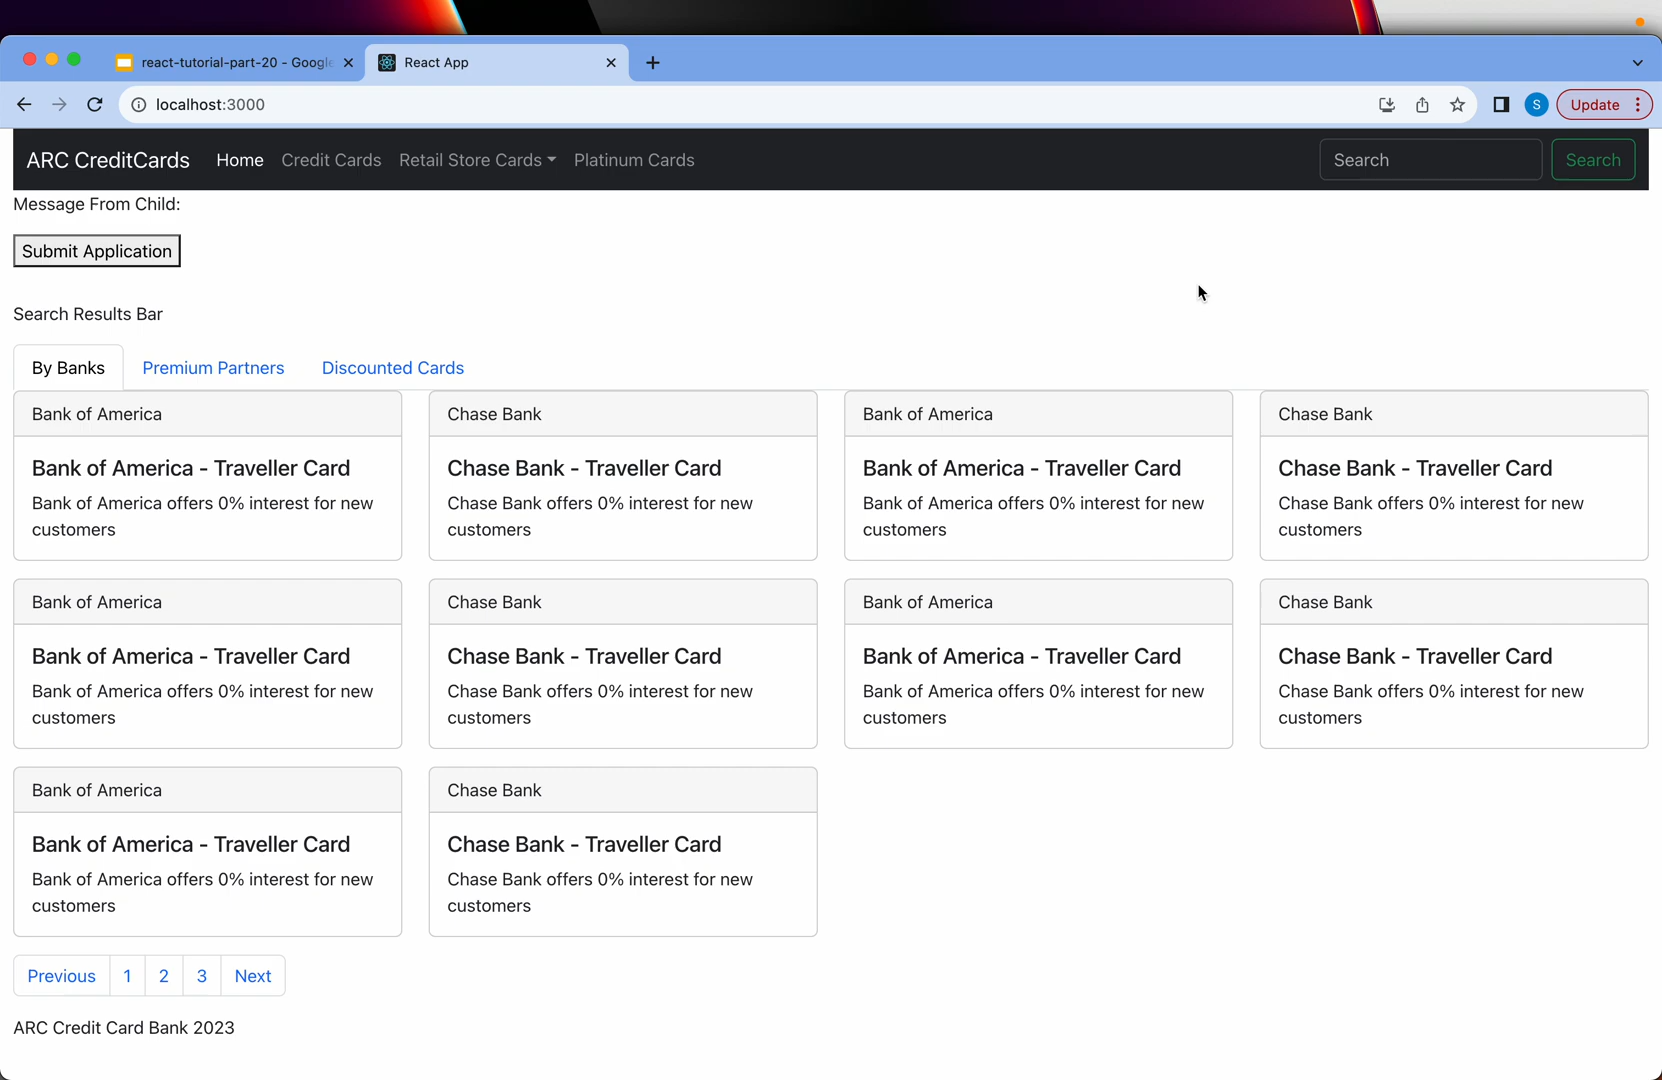 react-tutorial-part-20 - Google
React App
localhost:3000
S
Update
ARC CreditCards Home Credit Cards Retail Store Cards Platinum Cards Search Search
Message From Child:
Submit Application
Search Results Bar
By Banks Premium Partners Discounted Cards
Bank of America
Bank of America - Traveller Card
Bank of America offers 0% interest for new
customers
Chase Bank
Chase Bank - Traveller Card
Chase Bank offers 0% interest for new
customers
Bank of America
Bank of America - Traveller Card
Bank of America offers 0% interest for new
customers
Chase Bank
Chase Bank - Traveller Card
Chase Bank offers 0% interest for new
customers
Bank of America
Bank of America - Traveller Card
Bank of America offers 0% interest for new
customers
Chase Bank
Chase Bank - Traveller Card
Chase Bank offers 0% interest for new
customers
Bank of America
Bank of America - Traveller Card
Bank of America offers 0% interest for new
customers
Chase Bank
Chase Bank - Traveller Card
Chase Bank offers 0% interest for new
customers
Bank of America
Bank of America - Traveller Card
Bank of America offers 0% interest for new
customers
Chase Bank
Chase Bank - Traveller Card
Chase Bank offers 0% interest for new
customers
Previous 1 2 3 Next
ARC Credit Card Bank 2023